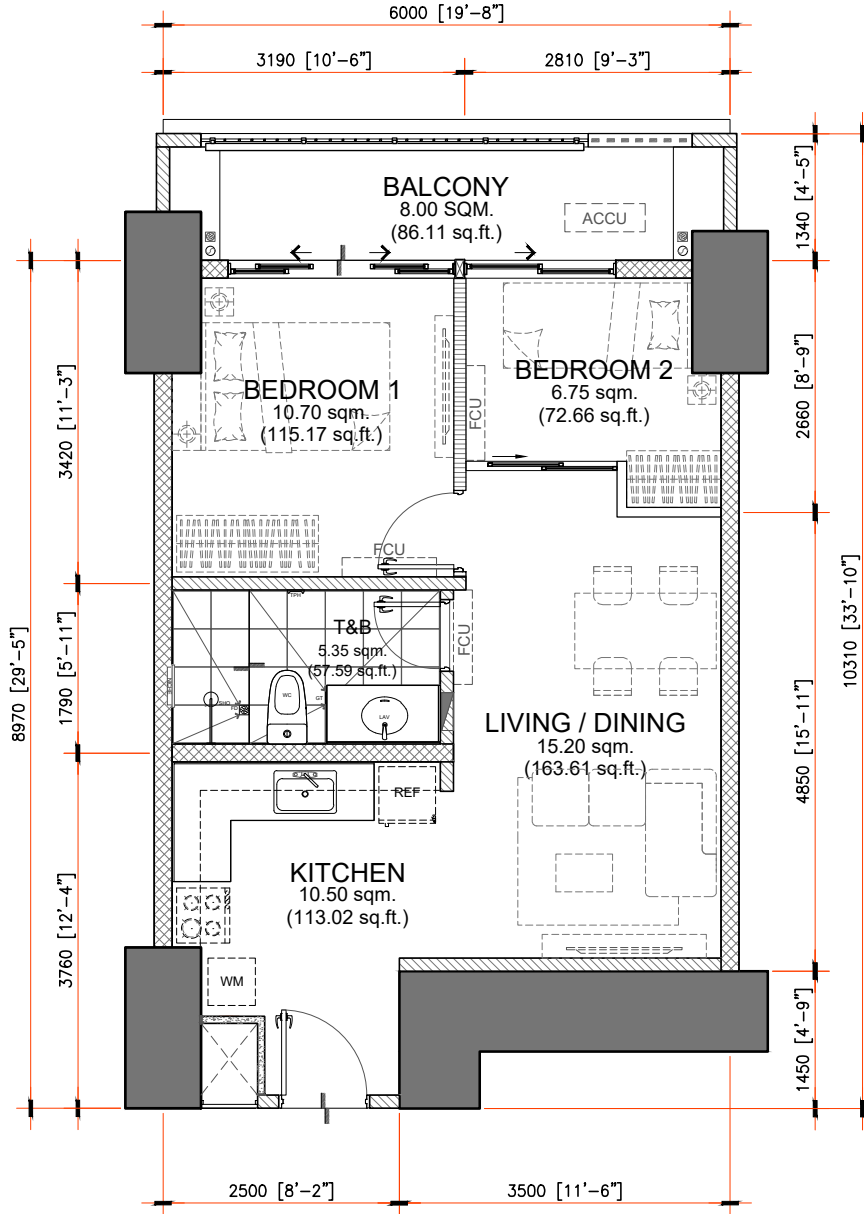 6000 [19'-8"]
3190 [10'-6"]
2810 [9'-3"]
BALCONY
8.00 SQM.
(86.11 sq.ft.)
ACCU
1340 [4'-5"]
BEDROOM 1
10.70 sqm.
(115.17 sq.ft.)
BEDROOM 2
6.75 sqm.
(72.66 sq.ft.)
FCU
3420 [11'-3"]
2660 [8'-9"]
FCU
TPH
T&B
5.35 sqm.
(57.59 sq.ft.)
FCU
WC
GT
SHO
FD
LAV
1790 [5'-11"]
8970 [29'-5"]
10310 [33'-10"]
LIVING / DINING
15.20 sqm.
(163.61 sq.ft.)
4850 [15'-11"]
REF
KITCHEN
10.50 sqm.
(113.02 sq.ft.)
WM
3760 [12'-4"]
1450 [4'-9"]
2500 [8'-2"]
3500 [11'-6"]